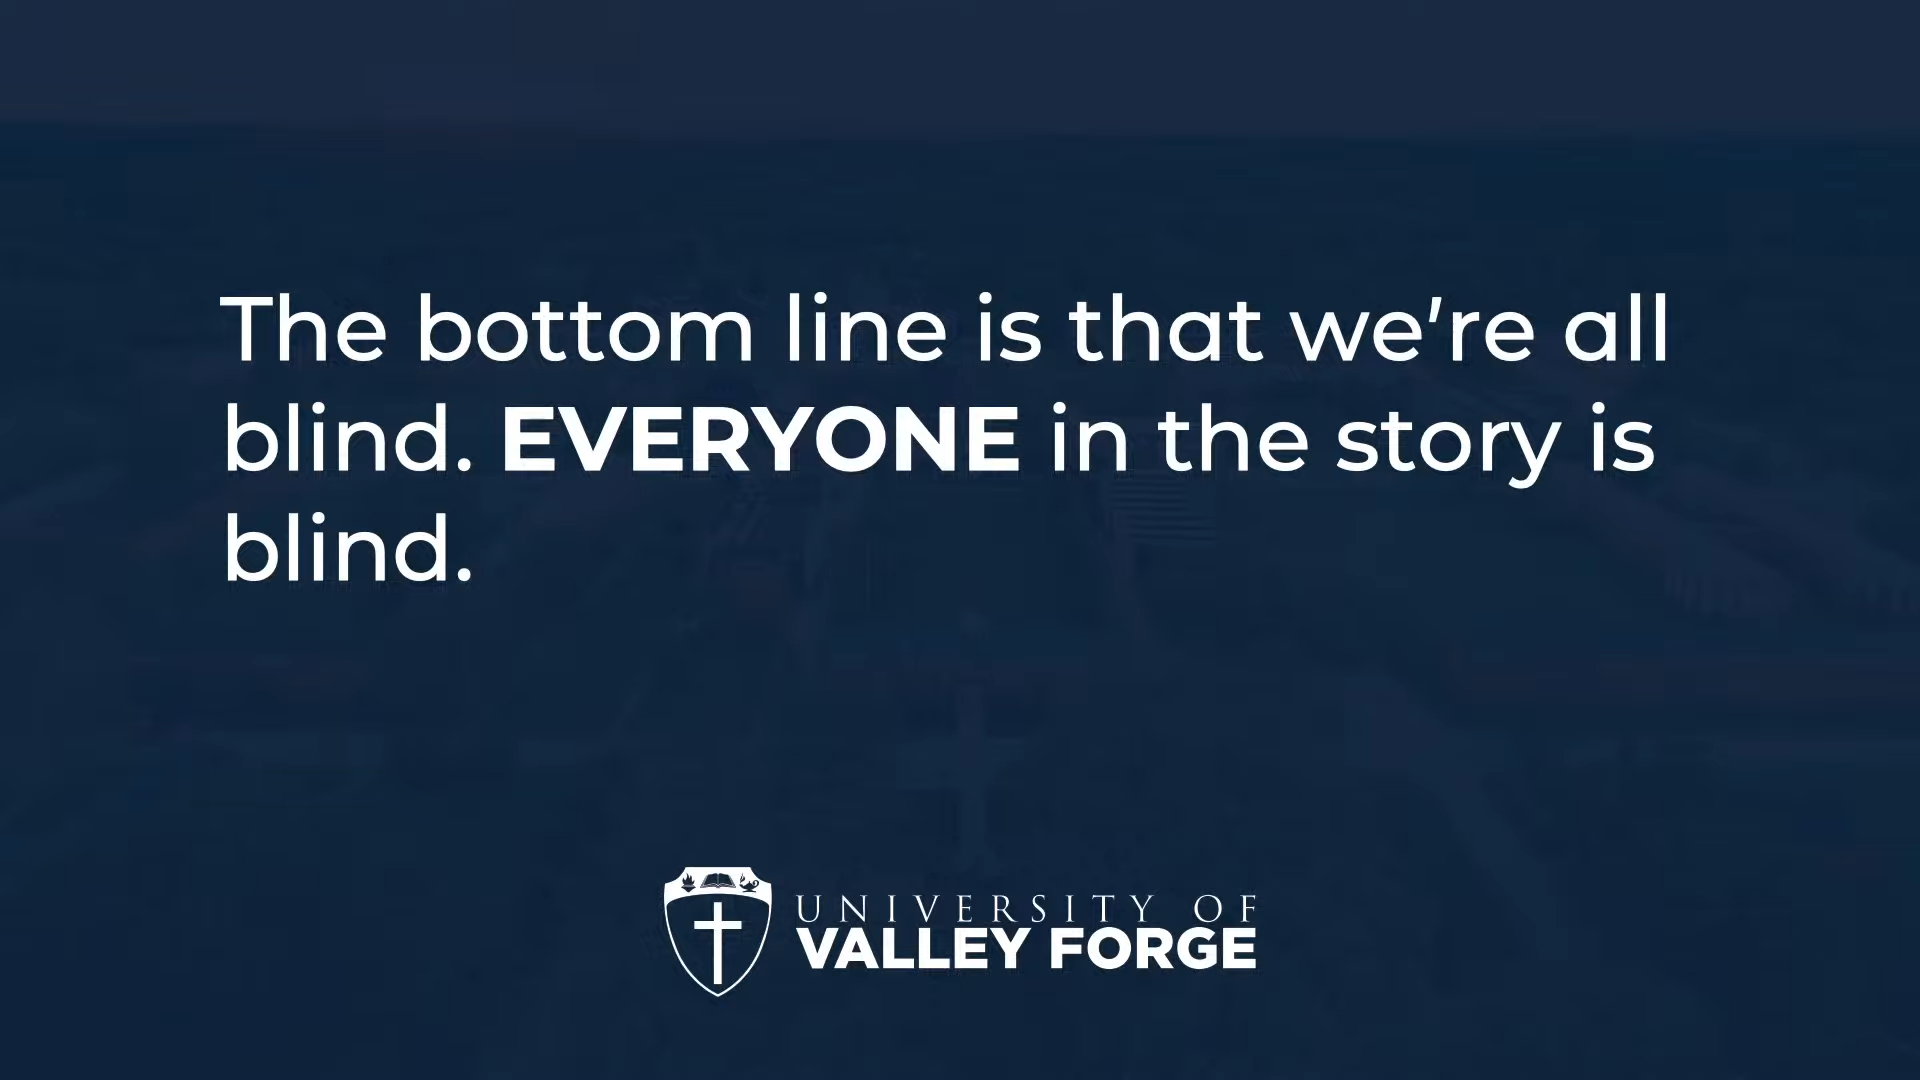 The bottom line is that we’re all
blind. EVERYONE in the story is
blind.
UNIVERSITY OF
VALLEY FORGE